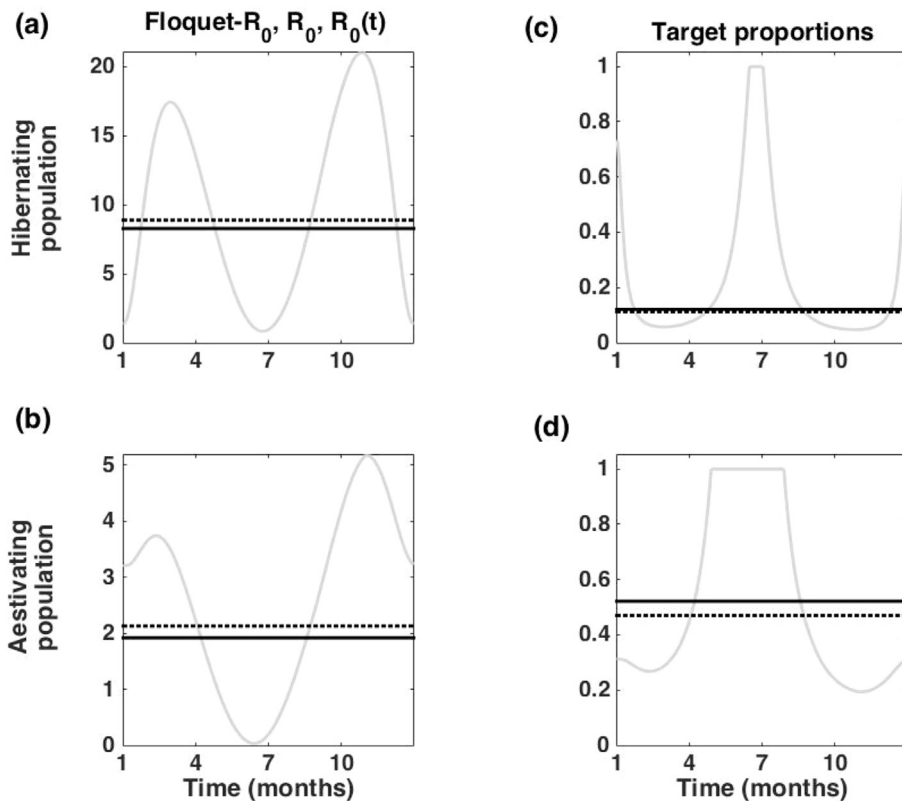 (a)
Floquet-R0, R0, R0(t)
Hibernating
population
20
15
10
5
0
1 4 7 10
(c)
Target proportions
1
0.8
0.6
0.4
0.2
0
1 4 7 10
(b)
Aestivating
population
5
4
3
2
1
0
1 4 7 10
Time (months)
(d)
1
0.8
0.6
0.4
0.2
0
1 4 7 10
Time (months)